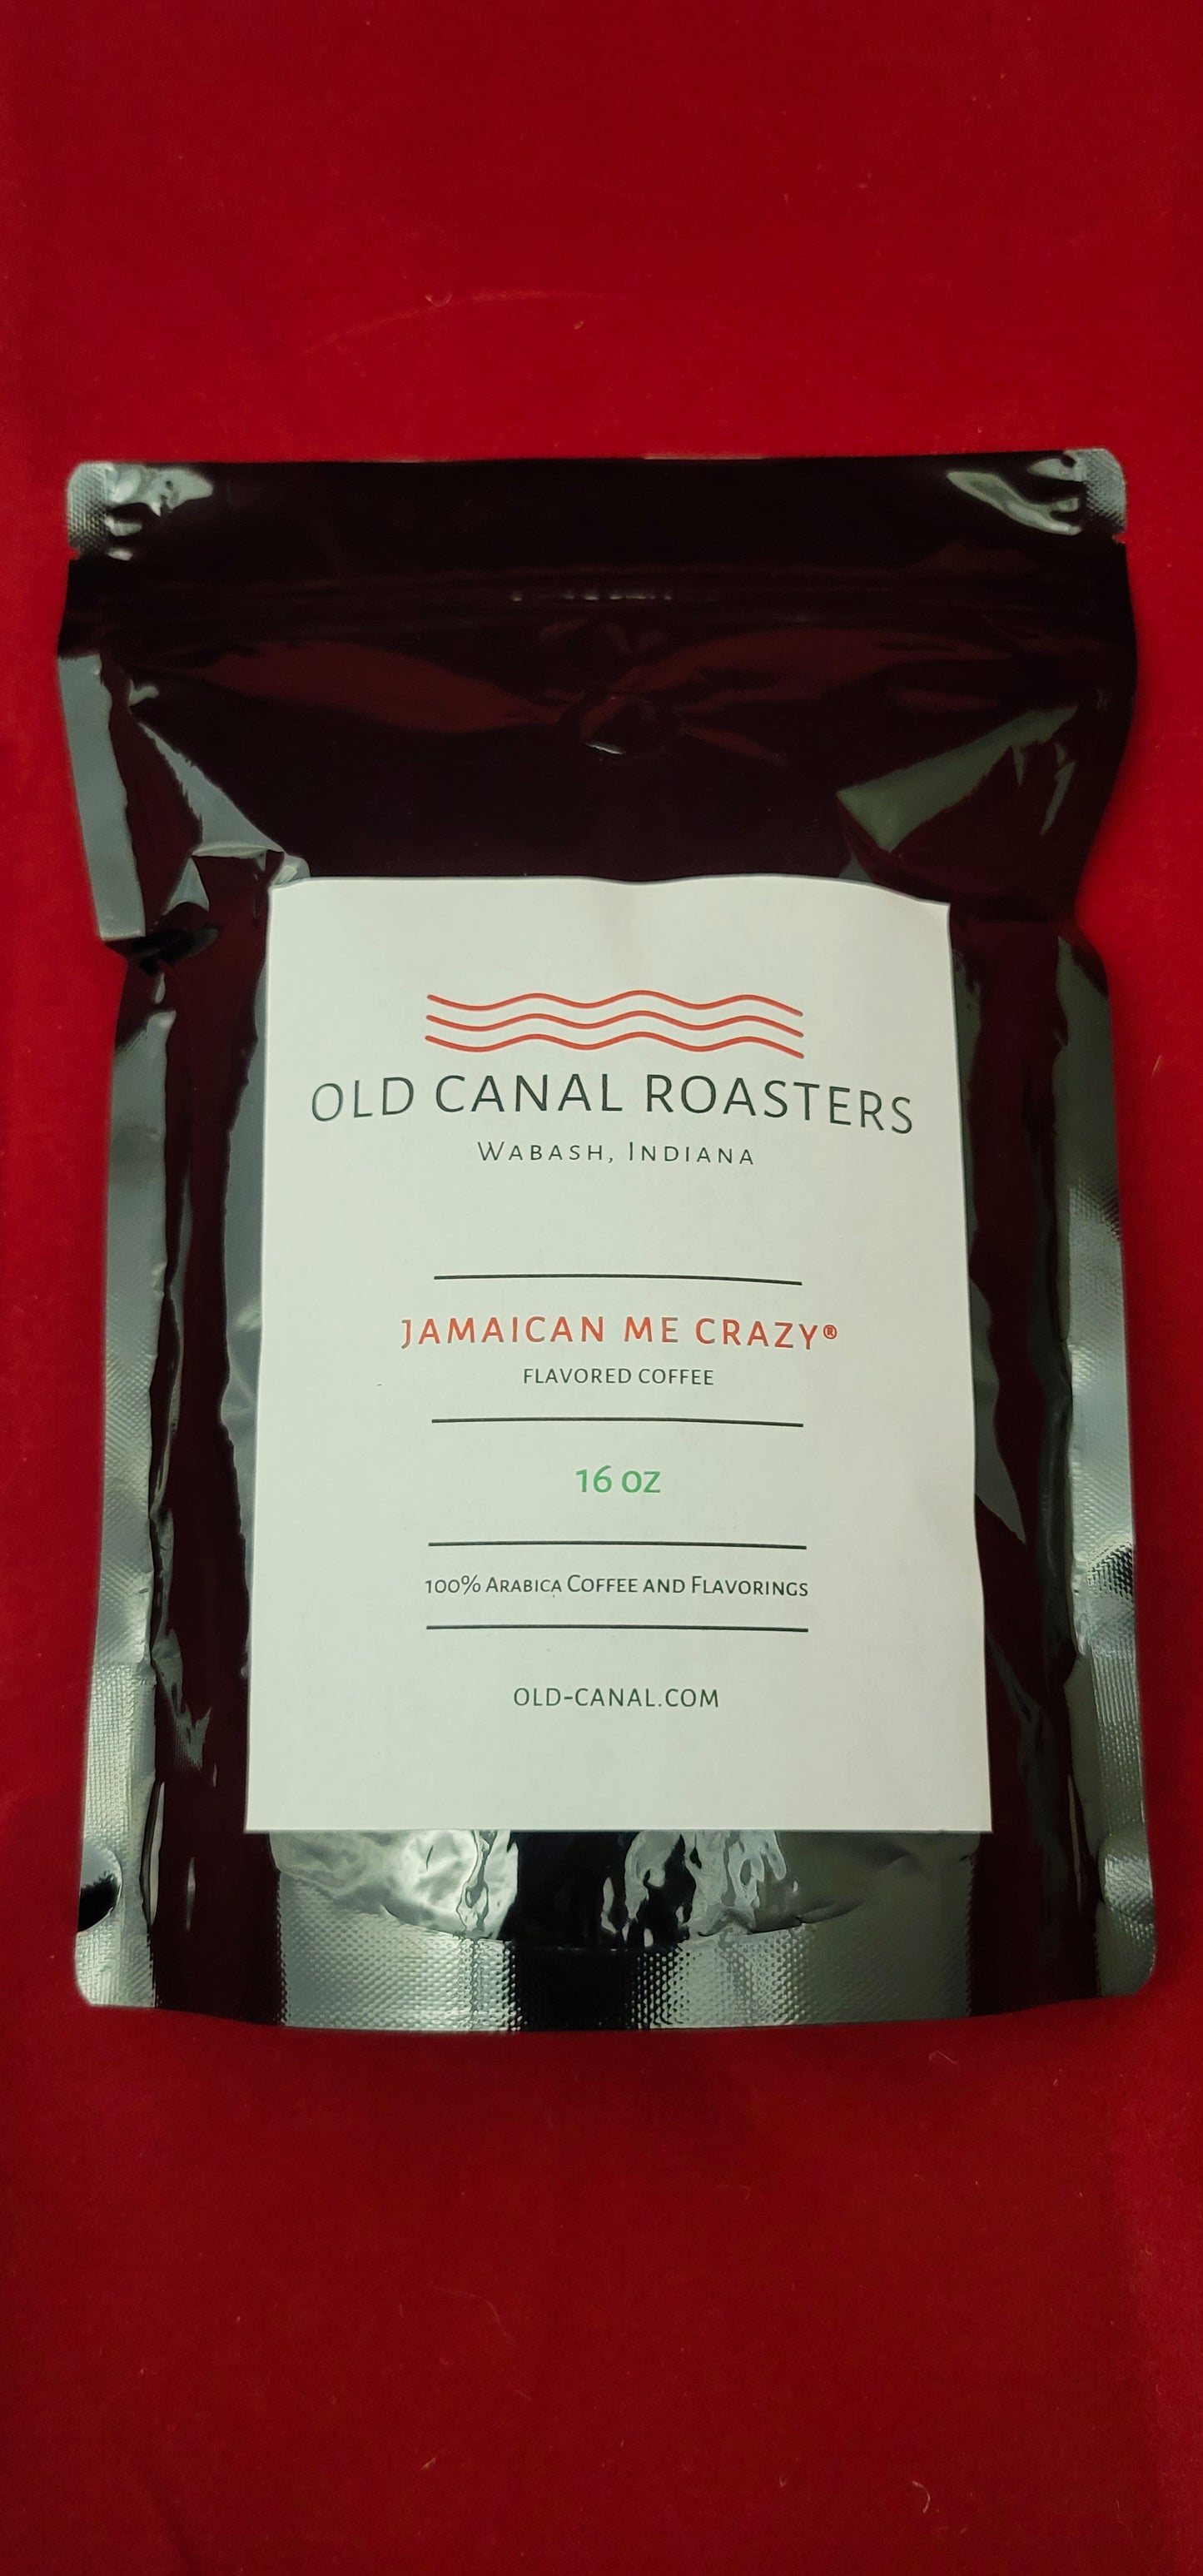 OLD CANAL ROASTERS
WABASH, INDIANA
JAMAICAN ME CRAZY®
FLAVORED COFFEE
16 OZ
100% ARABICA COFFEE AND FLAVORINGS
OLD-CANAL.COM